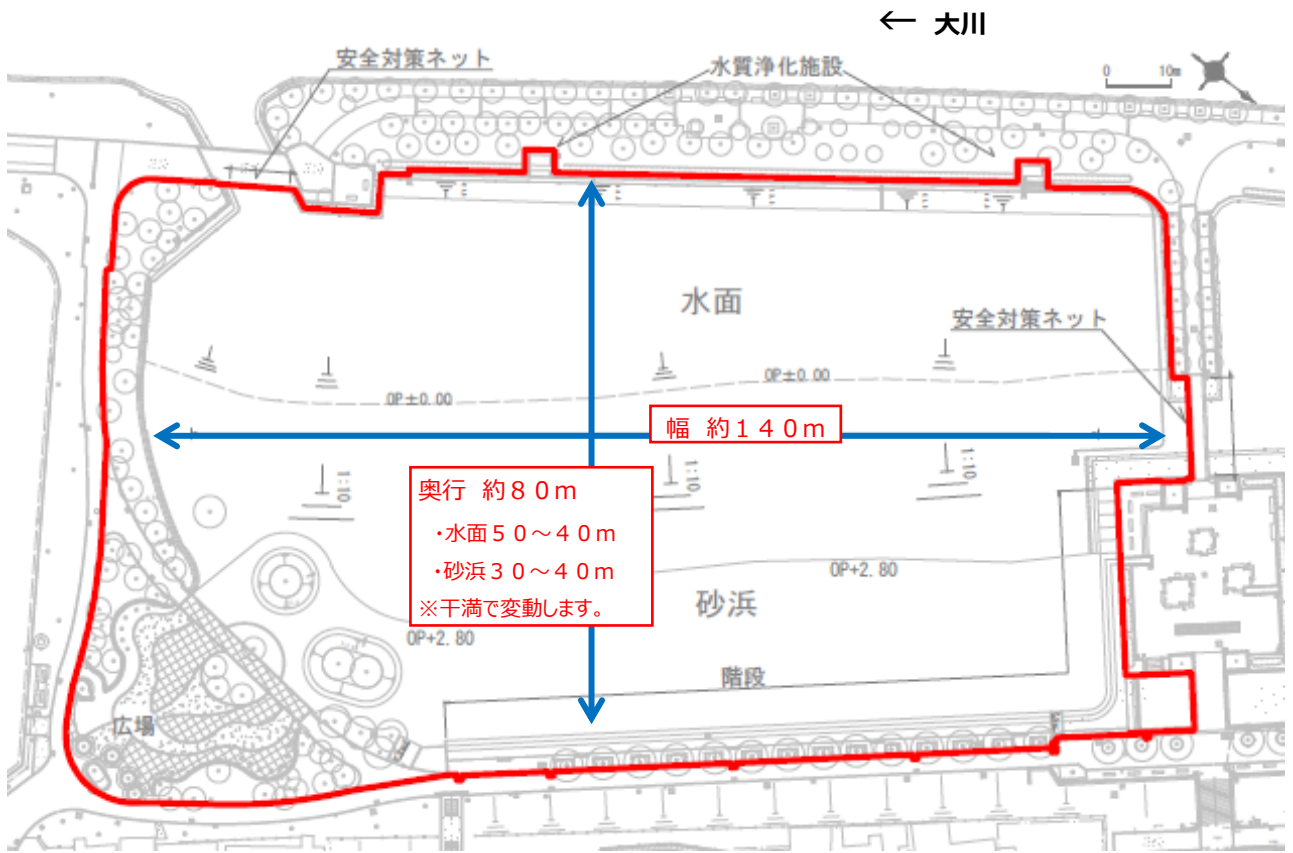 ← 大川
安全対策ネット
水質浄化施設
0 10m
水面
安全対策ネット
OP±0.00
OP±0.00
幅 約１４０ｍ
1:10
1:10
1:10
奥行 約８０ｍ
・水面５０～４０ｍ
・砂浜３０～４０ｍ
※干満で変動します。
OP+2.80
砂浜
OP+2.80
階段
広場